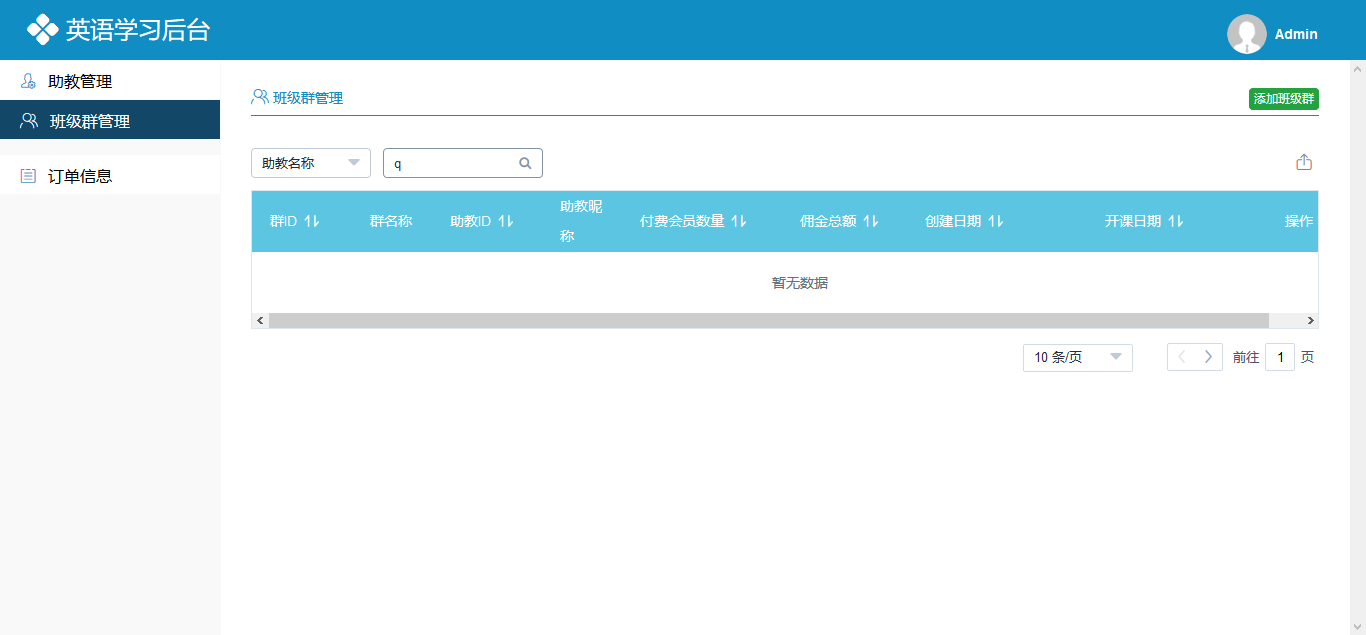 英语学习后台
Admin
助教管理
班级群管理
订单信息
班级群管理
添加班级群
助教名称
q
群ID
群名称
助教ID
助教昵
称
付费会员数量
佣金总额
创建日期
开课日期
操作
暂无数据
10 条/页
前往 1 页